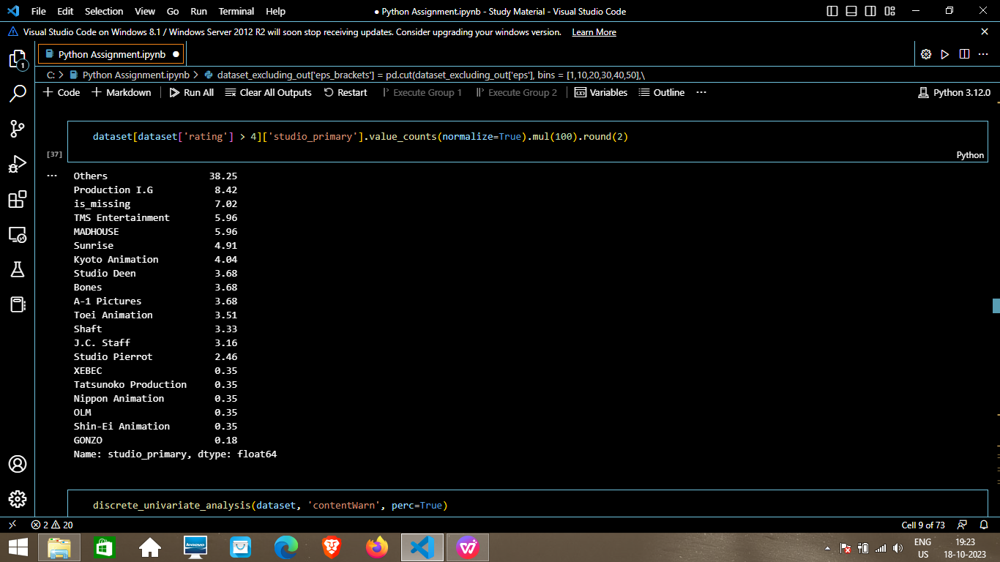 File Edit Selection View Go Run Terminal Help
● Python Assignment.ipynb - Study Material - Visual Studio Code
Visual Studio Code on Windows 8.1 / Windows Server 2012 R2 will soon stop receiving updates. Consider upgrading your windows version. Learn More
1
Python Assignment.ipynb ●
C: > Python Assignment.ipynb > dataset_excluding_out['eps_brackets'] = pd.cut(dataset_excluding_out['eps'], bins = [1,10,20,30,40,50],\
+ Code + Markdown Run All Clear All Outputs Restart Execute Group 1 Execute Group 2 Variables Outline ... Python 3.12.0
dataset[dataset['rating'] > 4]['studio_primary'].value_counts(normalize=True).mul(100).round(2)
[37] Python
... Others 38.25
Production I.G 8.42
is_missing 7.02
TMS Entertainment 5.96
MADHOUSE 5.96
Sunrise 4.91
Kyoto Animation 4.04
Studio Deen 3.68
Bones 3.68
A-1 Pictures 3.68
Toei Animation 3.51
Shaft 3.33
J.C. Staff 3.16
Studio Pierrot 2.46
XEBEC 0.35
Tatsunoko Production 0.35
Nippon Animation 0.35
OLM 0.35
Shin-Ei Animation 0.35
GONZO 0.18
Name: studio_primary, dtype: float64
discrete_univariate_analysis(dataset, 'contentWarn', perc=True)
2 20 Cell 9 of 73
lenovo
ENG 19:23
US 18-10-2023